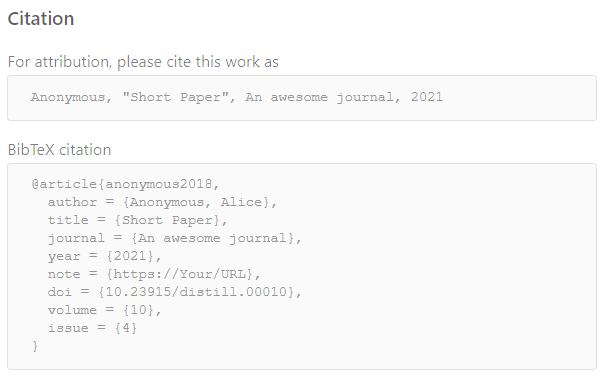 Citation
For attribution, please cite this work as
Anonymous, "Short Paper", An awesome journal, 2021
BibTeX citation
@article{anonymous2018,
  author = {Anonymous, Alice},
  title = {Short Paper},
  journal = {An awesome journal},
  year = {2021},
  note = {https://Your/URL},
  doi = {10.23915/distill.00010},
  volume = {10},
  issue = {4}
}